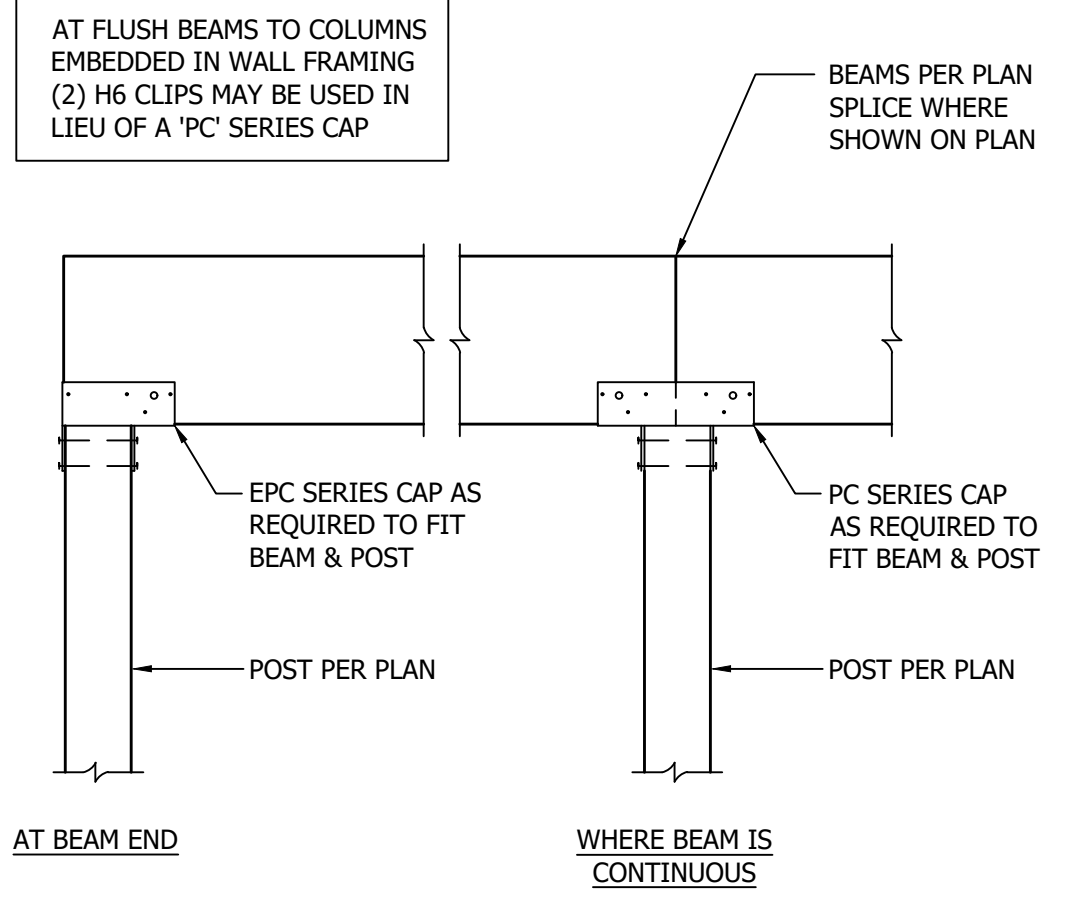 AT FLUSH BEAMS TO COLUMNS
EMBEDDED IN WALL FRAMING
(2) H6 CLIPS MAY BE USED IN
LIEU OF A 'PC' SERIES CAP
BEAMS PER PLAN
SPLICE WHERE
SHOWN ON PLAN
EPC SERIES CAP AS
REQUIRED TO FIT
BEAM & POST
PC SERIES CAP
AS REQUIRED TO
FIT BEAM & POST
POST PER PLAN
POST PER PLAN
AT BEAM END
WHERE BEAM IS
CONTINUOUS